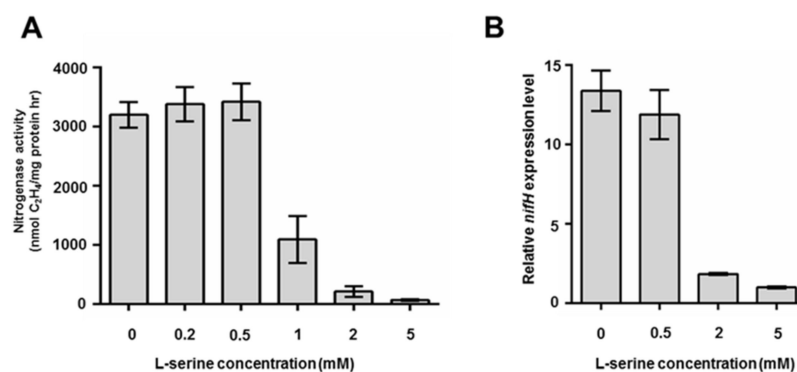 A
Nitrogenase activity
(nmol C₂H₄/mg protein hr)
4000
3000
2000
1000
0
0 0.2 0.5 1 2 5
L-serine concentration (mM)
B
Relative nifH expression level
15
10
5
0
0 0.5 2 5
L-serine concentration (mM)